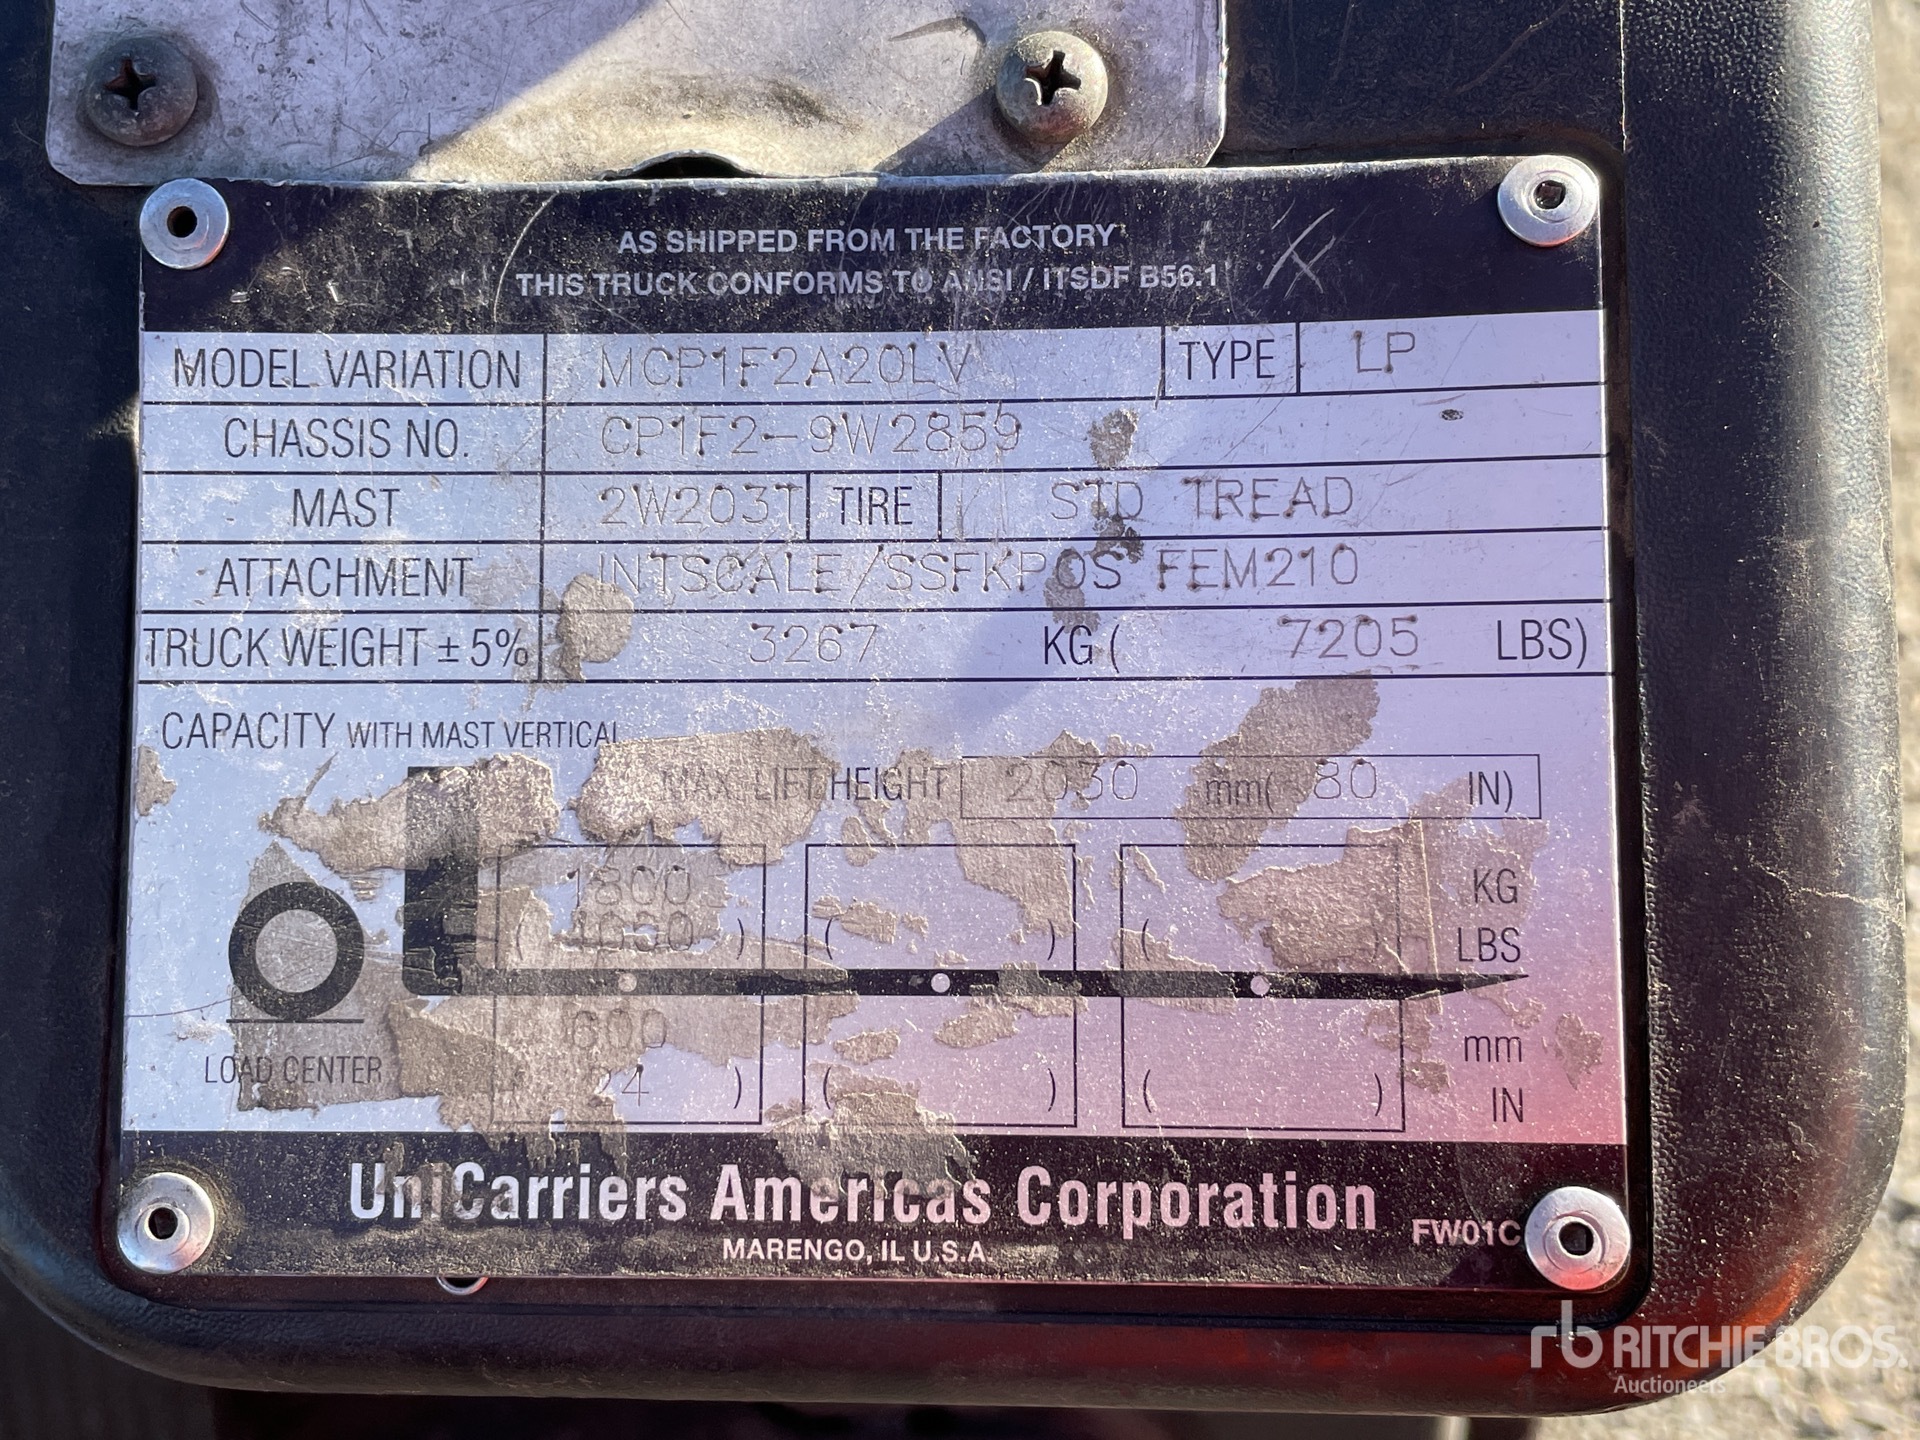 AS SHIPPED FROM THE FACTORY
THIS TRUCK CONFORMS TO ANSI / ITSDF B56.1
MODEL VARIATION MCP1F2A20LV TYPE LP
CHASSIS NO. CP1F2-9W2859
MAST 2W203T TIRE STD TREAD
ATTACHMENT INTSCALE/SSFKPOS FEM210
TRUCK WEIGHT ± 5% 3267 KG ( 7205 LBS)
CAPACITY WITH MAST VERTICAL
MAX. LIFT HEIGHT 2030 mm( 80 IN)
1800 KG
( ) ( ) ( ) LBS
600 mm
LOAD CENTER
24 ) ( ) ( ) IN
UniCarriers Americas Corporation
MARENGO, IL U.S.A. FW01C
rb RITCHIE BROS.
Auctioneers